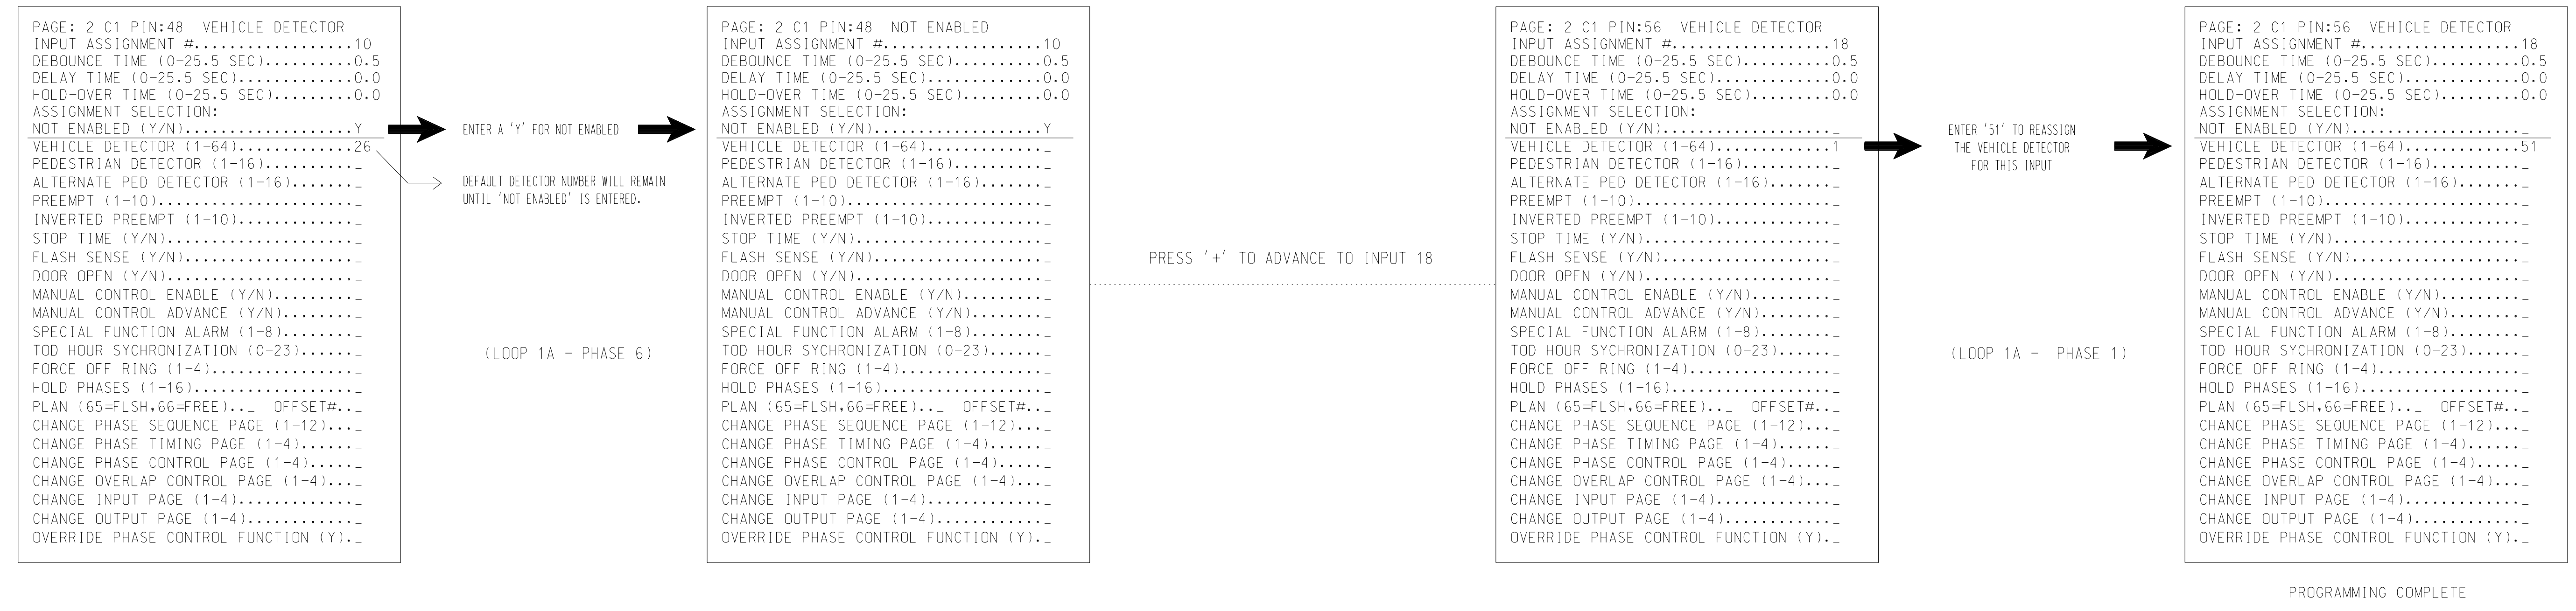 PAGE: 2 C1 PIN:48  VEHICLE DETECTOR
INPUT ASSIGNMENT #..................10
DEBOUNCE TIME (0-25.5 SEC)..........0.5
DELAY TIME (0-25.5 SEC).............0.0
HOLD-OVER TIME (0-25.5 SEC).........0.0
ASSIGNMENT SELECTION:
NOT ENABLED (Y/N)...................Y
VEHICLE DETECTOR (1-64).............26
PEDESTRIAN DETECTOR (1-16).........._
ALTERNATE PED DETECTOR (1-16)......._
PREEMPT (1-10)......................_
INVERTED PREEMPT (1-10)............._
STOP TIME (Y/N)....................._
FLASH SENSE (Y/N)..................._
DOOR OPEN (Y/N)....................._
MANUAL CONTROL ENABLE (Y/N)........._
MANUAL CONTROL ADVANCE (Y/N)........_
SPECIAL FUNCTION ALARM (1-8)........_
TOD HOUR SYCHRONIZATION (0-23)......_
FORCE OFF RING (1-4)................_
HOLD PHASES (1-16).................._
PLAN (65=FLSH,66=FREE).._  OFFSET#.._
CHANGE PHASE SEQUENCE PAGE (1-12)..._
CHANGE PHASE TIMING PAGE (1-4)......_
CHANGE PHASE CONTROL PAGE (1-4)....._
CHANGE OVERLAP CONTROL PAGE (1-4)..._
CHANGE INPUT PAGE (1-4)............._
CHANGE OUTPUT PAGE (1-4)............_
OVERRIDE PHASE CONTROL FUNCTION (Y)._
ENTER A 'Y' FOR NOT ENABLED
DEFAULT DETECTOR NUMBER WILL REMAIN
UNTIL 'NOT ENABLED' IS ENTERED.
(LOOP 1A - PHASE 6)
PAGE: 2 C1 PIN:48  NOT ENABLED
INPUT ASSIGNMENT #..................10
DEBOUNCE TIME (0-25.5 SEC)..........0.5
DELAY TIME (0-25.5 SEC).............0.0
HOLD-OVER TIME (0-25.5 SEC).........0.0
ASSIGNMENT SELECTION:
NOT ENABLED (Y/N)...................Y
VEHICLE DETECTOR (1-64)............._
PEDESTRIAN DETECTOR (1-16).........._
ALTERNATE PED DETECTOR (1-16)......._
PREEMPT (1-10)......................_
INVERTED PREEMPT (1-10)............._
STOP TIME (Y/N)....................._
FLASH SENSE (Y/N)..................._
DOOR OPEN (Y/N)....................._
MANUAL CONTROL ENABLE (Y/N)........._
MANUAL CONTROL ADVANCE (Y/N)........_
SPECIAL FUNCTION ALARM (1-8)........_
TOD HOUR SYCHRONIZATION (0-23)......_
FORCE OFF RING (1-4)................_
HOLD PHASES (1-16).................._
PLAN (65=FLSH,66=FREE).._  OFFSET#.._
CHANGE PHASE SEQUENCE PAGE (1-12)..._
CHANGE PHASE TIMING PAGE (1-4)......_
CHANGE PHASE CONTROL PAGE (1-4)....._
CHANGE OVERLAP CONTROL PAGE (1-4)..._
CHANGE INPUT PAGE (1-4)............._
CHANGE OUTPUT PAGE (1-4)............_
OVERRIDE PHASE CONTROL FUNCTION (Y)._
PRESS '+' TO ADVANCE TO INPUT 18
PAGE: 2 C1 PIN:56  VEHICLE DETECTOR
INPUT ASSIGNMENT #..................18
DEBOUNCE TIME (0-25.5 SEC)..........0.5
DELAY TIME (0-25.5 SEC).............0.0
HOLD-OVER TIME (0-25.5 SEC).........0.0
ASSIGNMENT SELECTION:
NOT ENABLED (Y/N)..................._
VEHICLE DETECTOR (1-64).............1
PEDESTRIAN DETECTOR (1-16).........._
ALTERNATE PED DETECTOR (1-16)......._
PREEMPT (1-10)......................_
INVERTED PREEMPT (1-10)............._
STOP TIME (Y/N)....................._
FLASH SENSE (Y/N)..................._
DOOR OPEN (Y/N)....................._
MANUAL CONTROL ENABLE (Y/N)........._
MANUAL CONTROL ADVANCE (Y/N)........_
SPECIAL FUNCTION ALARM (1-8)........_
TOD HOUR SYCHRONIZATION (0-23)......_
FORCE OFF RING (1-4)................_
HOLD PHASES (1-16).................._
PLAN (65=FLSH,66=FREE).._  OFFSET#.._
CHANGE PHASE SEQUENCE PAGE (1-12)..._
CHANGE PHASE TIMING PAGE (1-4)......_
CHANGE PHASE CONTROL PAGE (1-4)....._
CHANGE OVERLAP CONTROL PAGE (1-4)..._
CHANGE INPUT PAGE (1-4)............._
CHANGE OUTPUT PAGE (1-4)............_
OVERRIDE PHASE CONTROL FUNCTION (Y)._
ENTER '51' TO REASSIGN
THE VEHICLE DETECTOR
FOR THIS INPUT
(LOOP 1A -  PHASE 1)
PAGE: 2 C1 PIN:56  VEHICLE DETECTOR
INPUT ASSIGNMENT #..................18
DEBOUNCE TIME (0-25.5 SEC)..........0.5
DELAY TIME (0-25.5 SEC).............0.0
HOLD-OVER TIME (0-25.5 SEC).........0.0
ASSIGNMENT SELECTION:
NOT ENABLED (Y/N)..................._
VEHICLE DETECTOR (1-64).............51
PEDESTRIAN DETECTOR (1-16).........._
ALTERNATE PED DETECTOR (1-16)......._
PREEMPT (1-10)......................_
INVERTED PREEMPT (1-10)............._
STOP TIME (Y/N)....................._
FLASH SENSE (Y/N)..................._
DOOR OPEN (Y/N)....................._
MANUAL CONTROL ENABLE (Y/N)........._
MANUAL CONTROL ADVANCE (Y/N)........_
SPECIAL FUNCTION ALARM (1-8)........_
TOD HOUR SYCHRONIZATION (0-23)......_
FORCE OFF RING (1-4)................_
HOLD PHASES (1-16).................._
PLAN (65=FLSH,66=FREE).._  OFFSET#.._
CHANGE PHASE SEQUENCE PAGE (1-12)..._
CHANGE PHASE TIMING PAGE (1-4)......_
CHANGE PHASE CONTROL PAGE (1-4)....._
CHANGE OVERLAP CONTROL PAGE (1-4)..._
CHANGE INPUT PAGE (1-4)............._
CHANGE OUTPUT PAGE (1-4)............_
OVERRIDE PHASE CONTROL FUNCTION (Y)._
PROGRAMMING COMPLETE